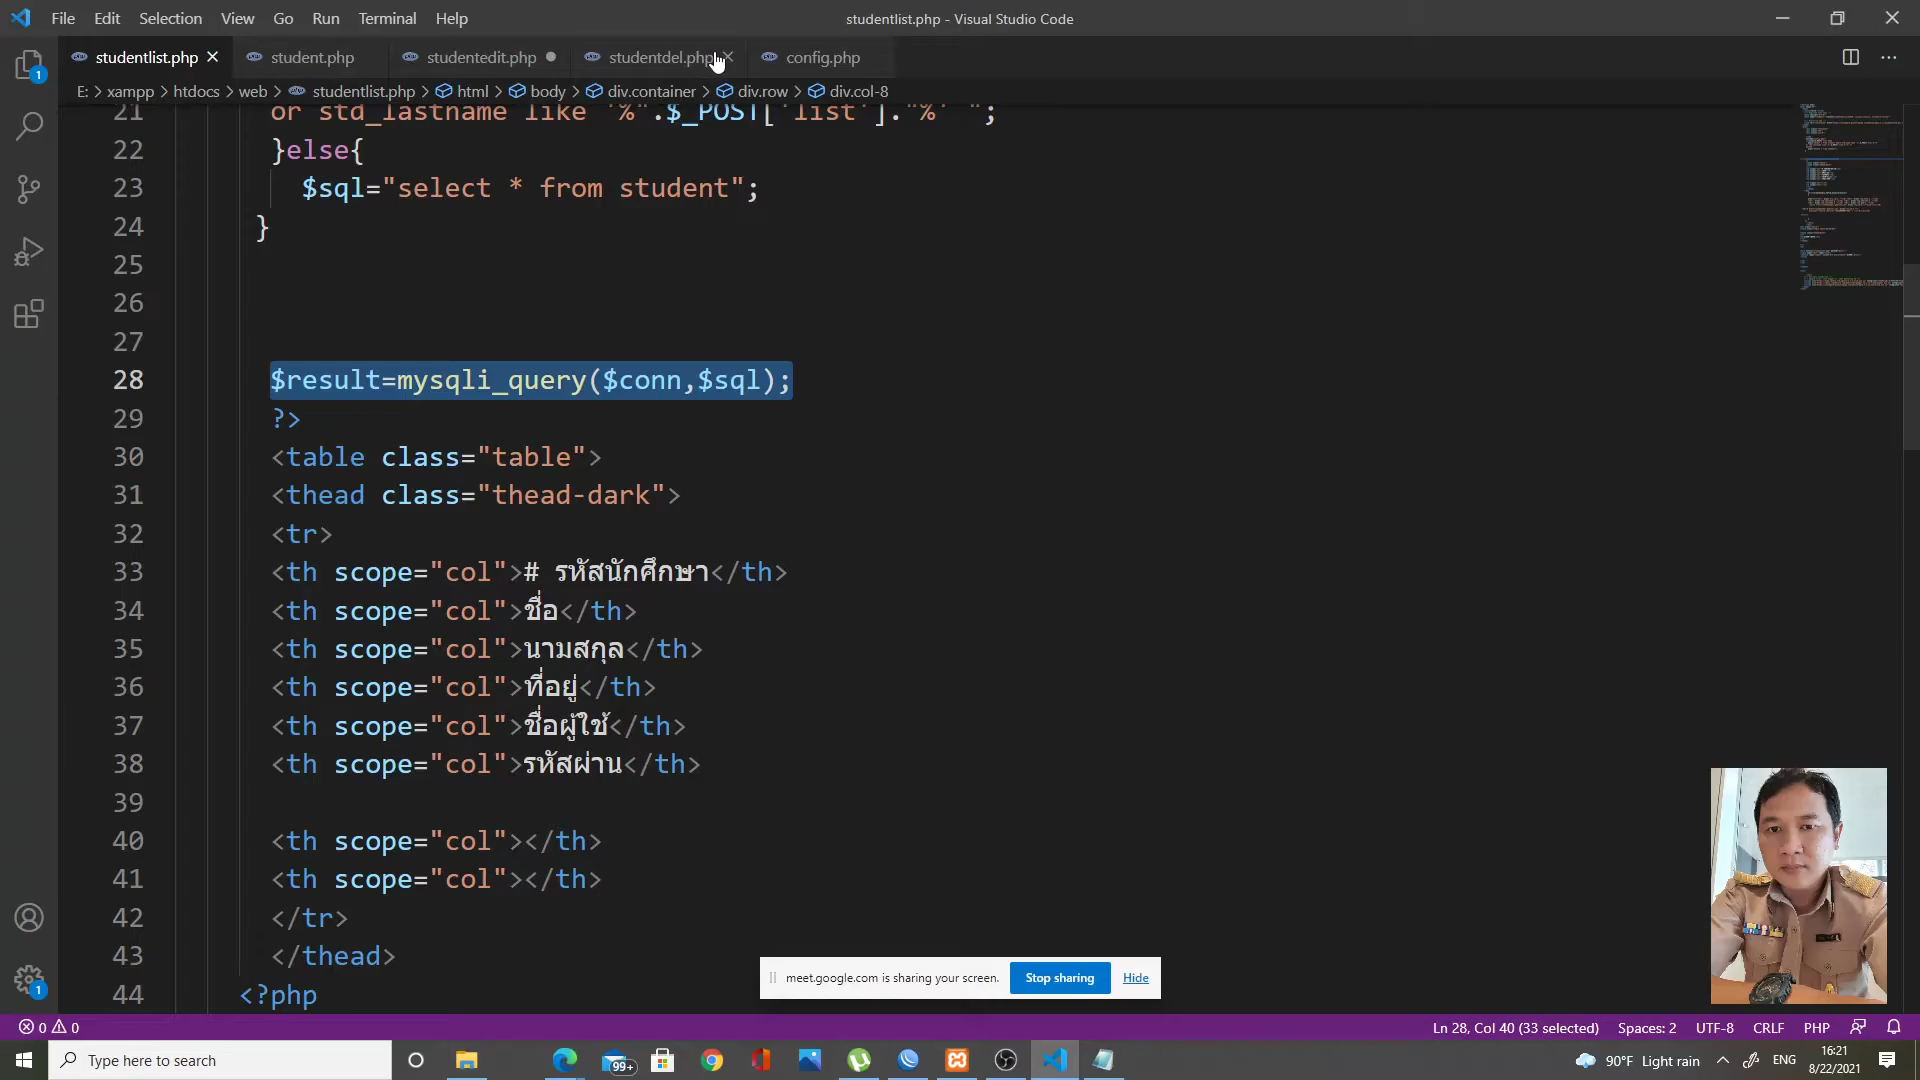 File Edit Selection View Go Run Terminal Help
studentlist.php - Visual Studio Code
studentlist.php student.php studentedit.php studentdel.php config.php
E: > xampp > htdocs > web > studentlist.php > html > body > div.container > div.row > div.col-8
21 or std_lastname like '%".$_POST['list']."%' ";
22 }else{
23 $sql="select * from student";
24 }
25
26
27
28 $result=mysqli_query($conn,$sql);
29 ?>
30 <table class="table">
31 <thead class="thead-dark">
32 <tr>
33 <th scope="col"># รหัสนักศึกษา</th>
34 <th scope="col">ชื่อ</th>
35 <th scope="col">นามสกุล</th>
36 <th scope="col">ที่อยู่</th>
37 <th scope="col">ชื่อผู้ใช้</th>
38 <th scope="col">รหัสผ่าน</th>
39
40 <th scope="col"></th>
41 <th scope="col"></th>
42 </tr>
43 </thead>
44 <?php
meet.google.com is sharing your screen. Stop sharing Hide
0 0 Ln 28, Col 40 (33 selected) Spaces: 2 UTF-8 CRLF PHP
Type here to search
99+
90°F Light rain ENG
16:21
8/22/2021